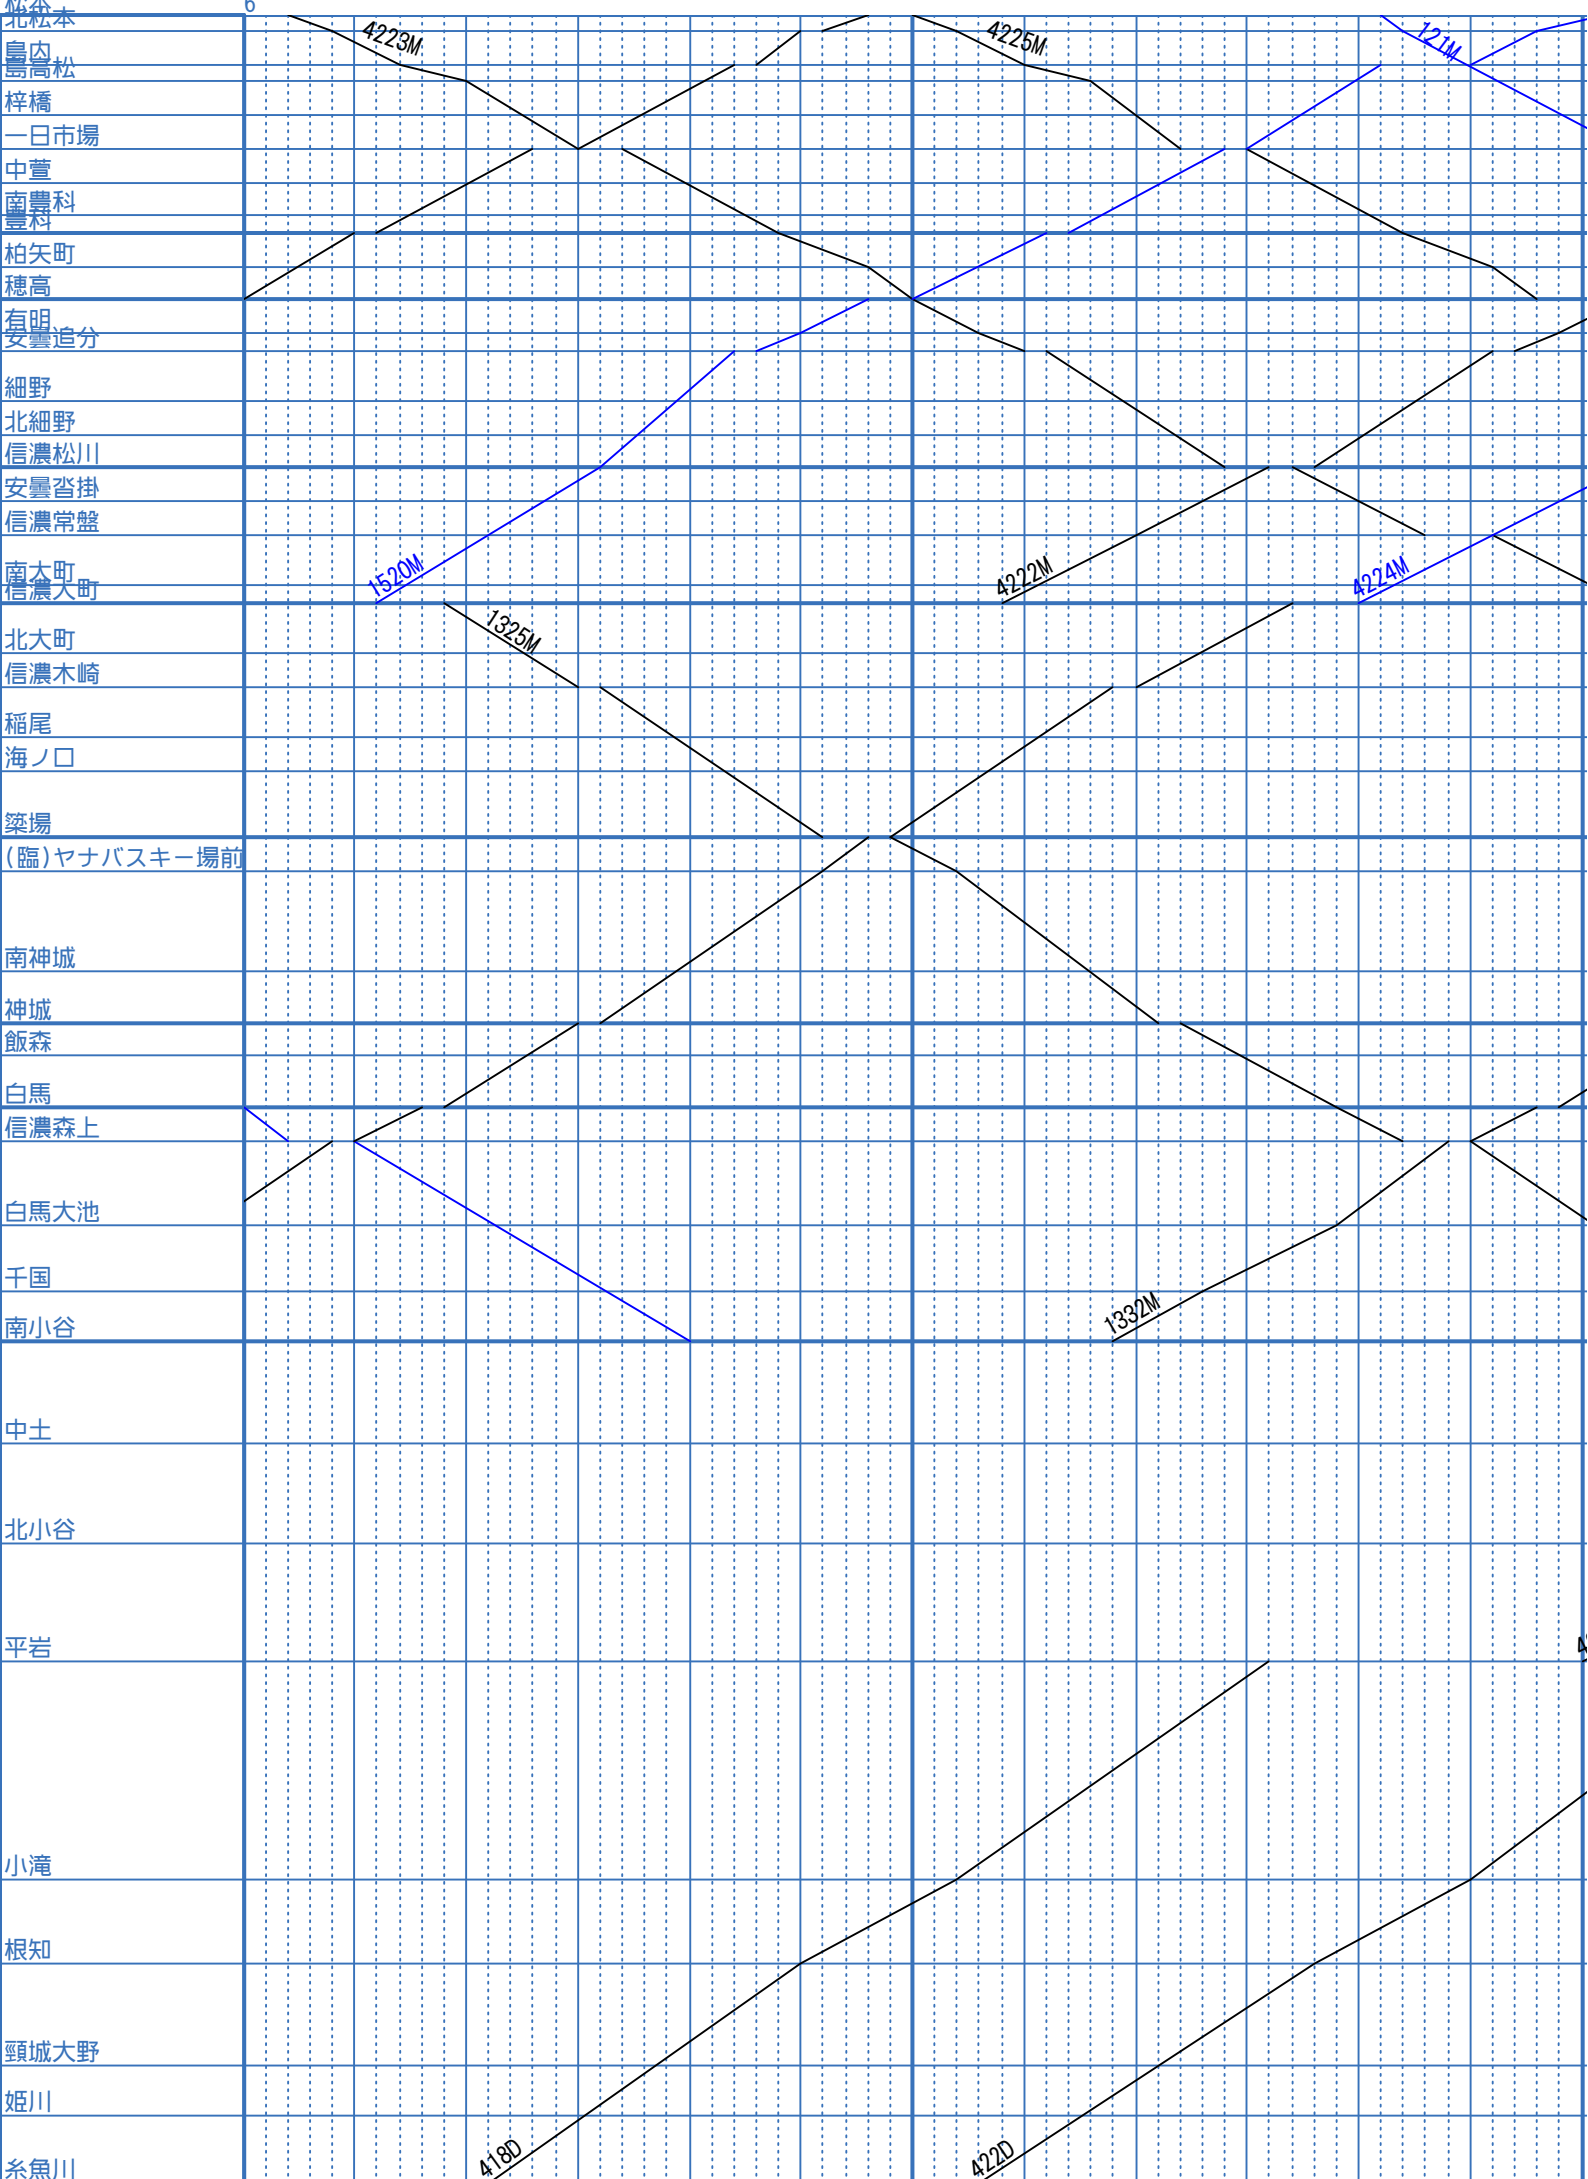 松本
6
北松本
島内
島高松
梓橋
一日市場
中萱
南豊科
豊科
柏矢町
穂高
有明
安曇追分
細野
北細野
信濃松川
安曇沓掛
信濃常盤
南大町
信濃大町
北大町
信濃木崎
稲尾
海ノ口
簗場
(臨)ヤナバスキー場前
南神城
神城
飯森
白馬
信濃森上
白馬大池
千国
南小谷
中土
北小谷
平岩
小滝
根知
頸城大野
姫川
糸魚川
4223M
4225M
121M
1520M
4222M
4224M
1325M
1332M
418D
422D